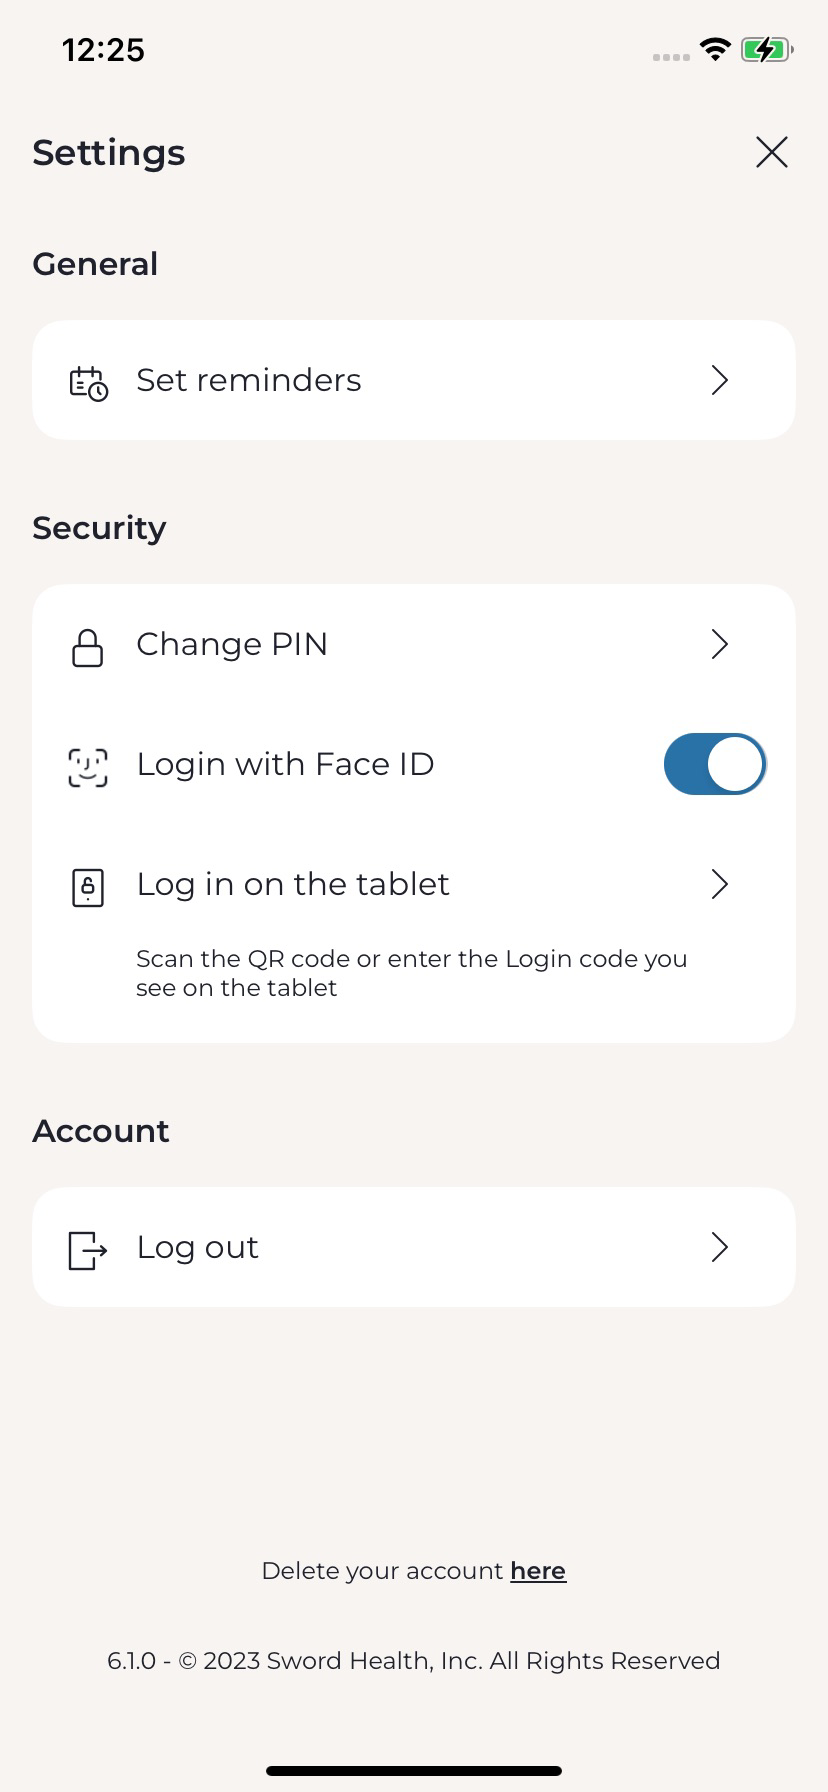 12:25
Settings
General
Set reminders
Security
Change PIN
Login with Face ID
Log in on the tablet
Scan the QR code or enter the Login code you
see on the tablet
Account
Log out
Delete your account here
6.1.0 - © 2023 Sword Health, Inc. All Rights Reserved